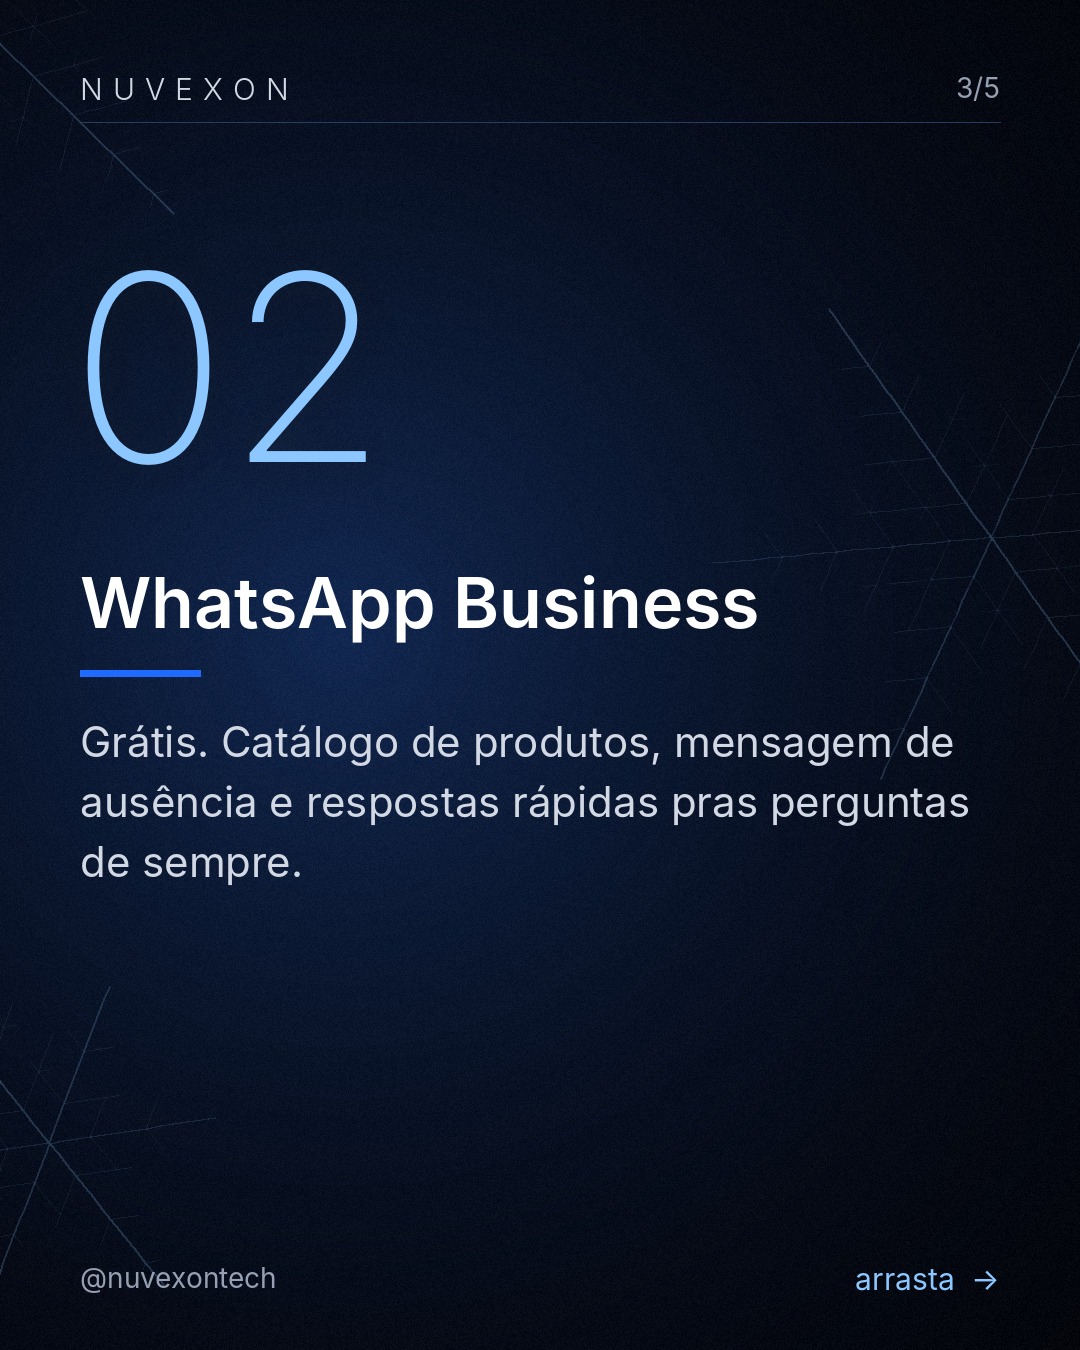 NUVEXON
3/5
02
WhatsApp Business
Grátis. Catálogo de produtos, mensagem de
ausência e respostas rápidas pras perguntas
de sempre.
@nuvexontech
arrasta →